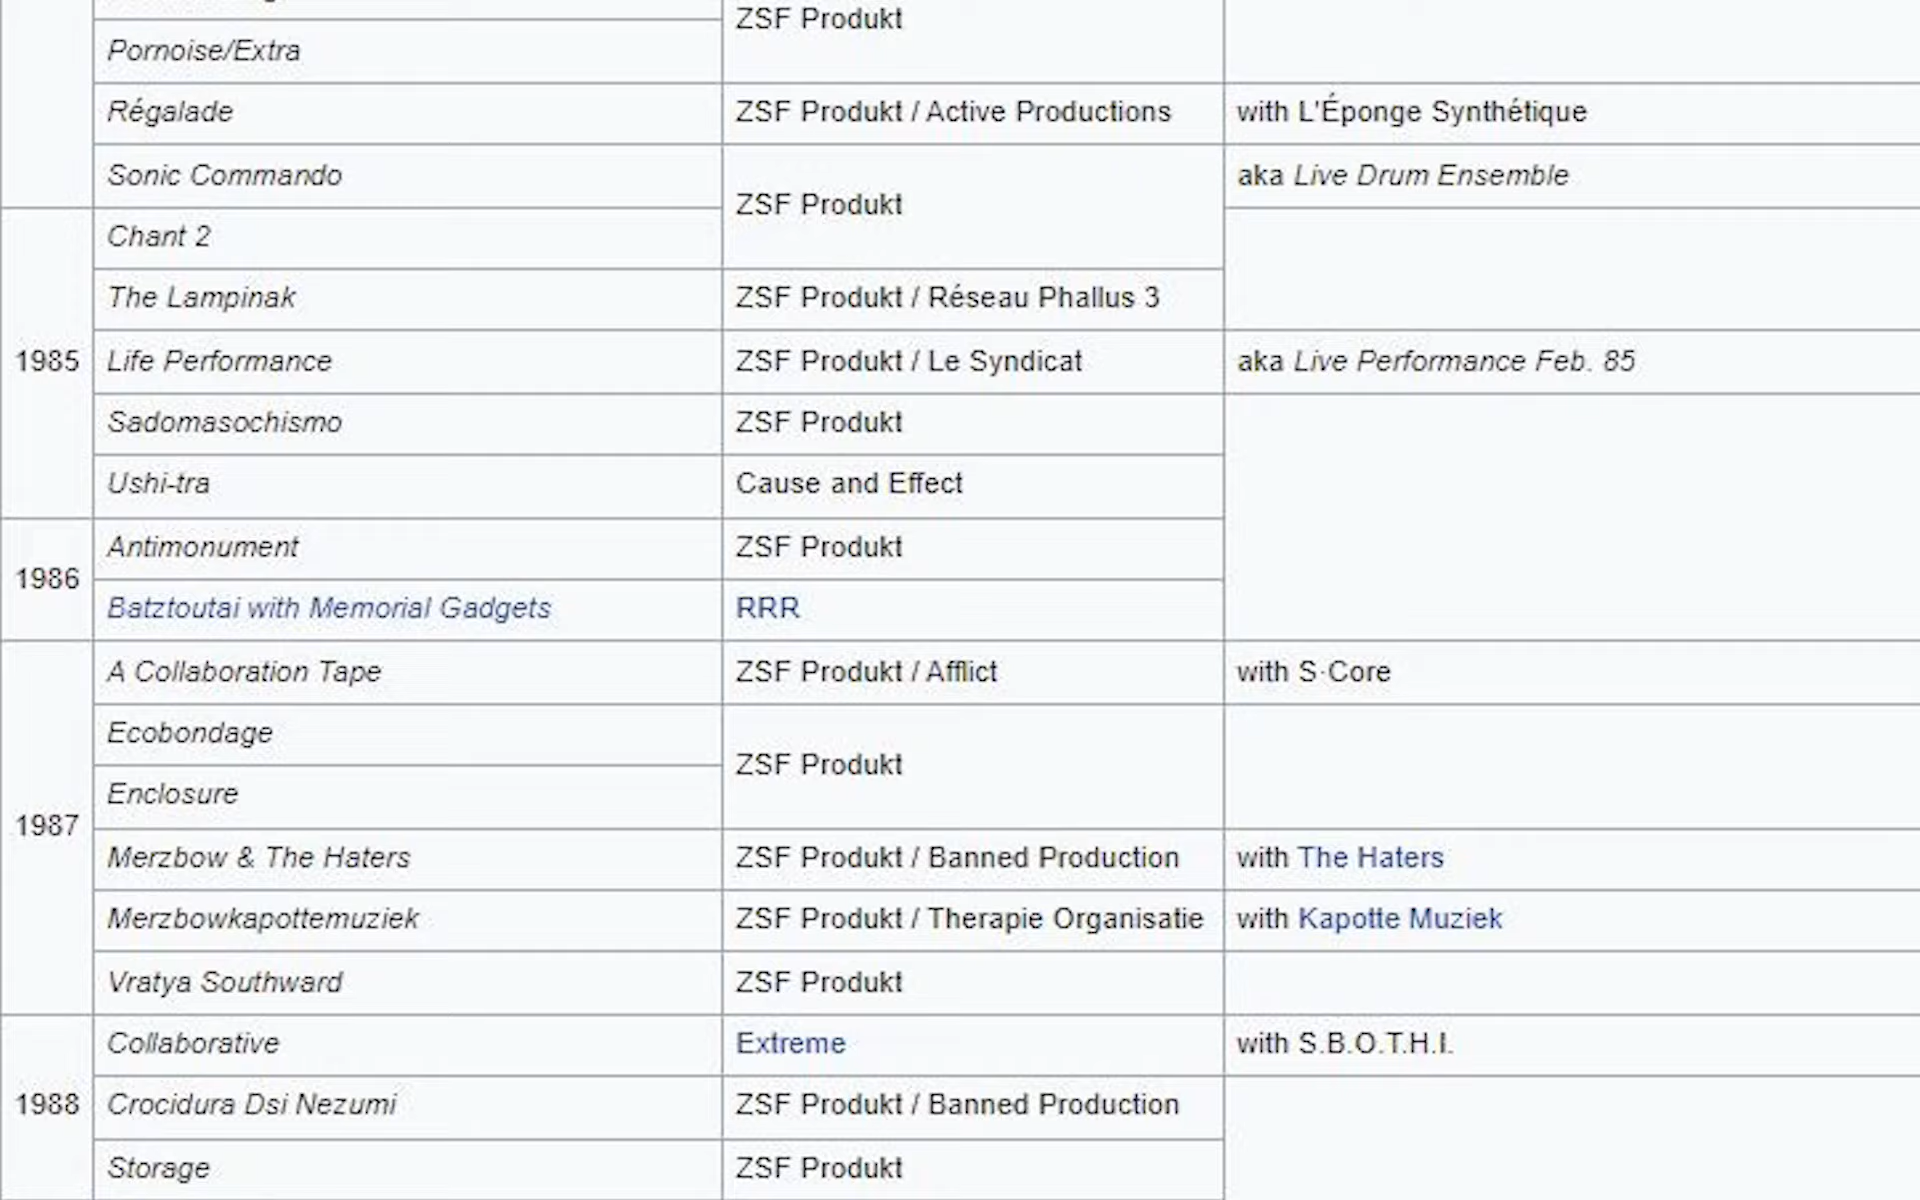 ZSF Produkt
Pornoise/Extra
Régalade ZSF Produkt / Active Productions with L'Éponge Synthétique
Sonic Commando ZSF Produkt aka Live Drum Ensemble
1985 Chant 2
The Lampinak ZSF Produkt / Réseau Phallus 3
Life Performance ZSF Produkt / Le Syndicat aka Live Performance Feb. 85
Sadomasochismo ZSF Produkt
Ushi-tra Cause and Effect
1986 Antimonument ZSF Produkt
Batztoutai with Memorial Gadgets RRR
1987 A Collaboration Tape ZSF Produkt / Afflict with S·Core
Ecobondage ZSF Produkt
Enclosure
Merzbow & The Haters ZSF Produkt / Banned Production with The Haters
Merzbowkapottemuziek ZSF Produkt / Therapie Organisatie with Kapotte Muziek
Vratya Southward ZSF Produkt
1988 Collaborative Extreme with S.B.O.T.H.I.
Crocidura Dsi Nezumi ZSF Produkt / Banned Production
Storage ZSF Produkt